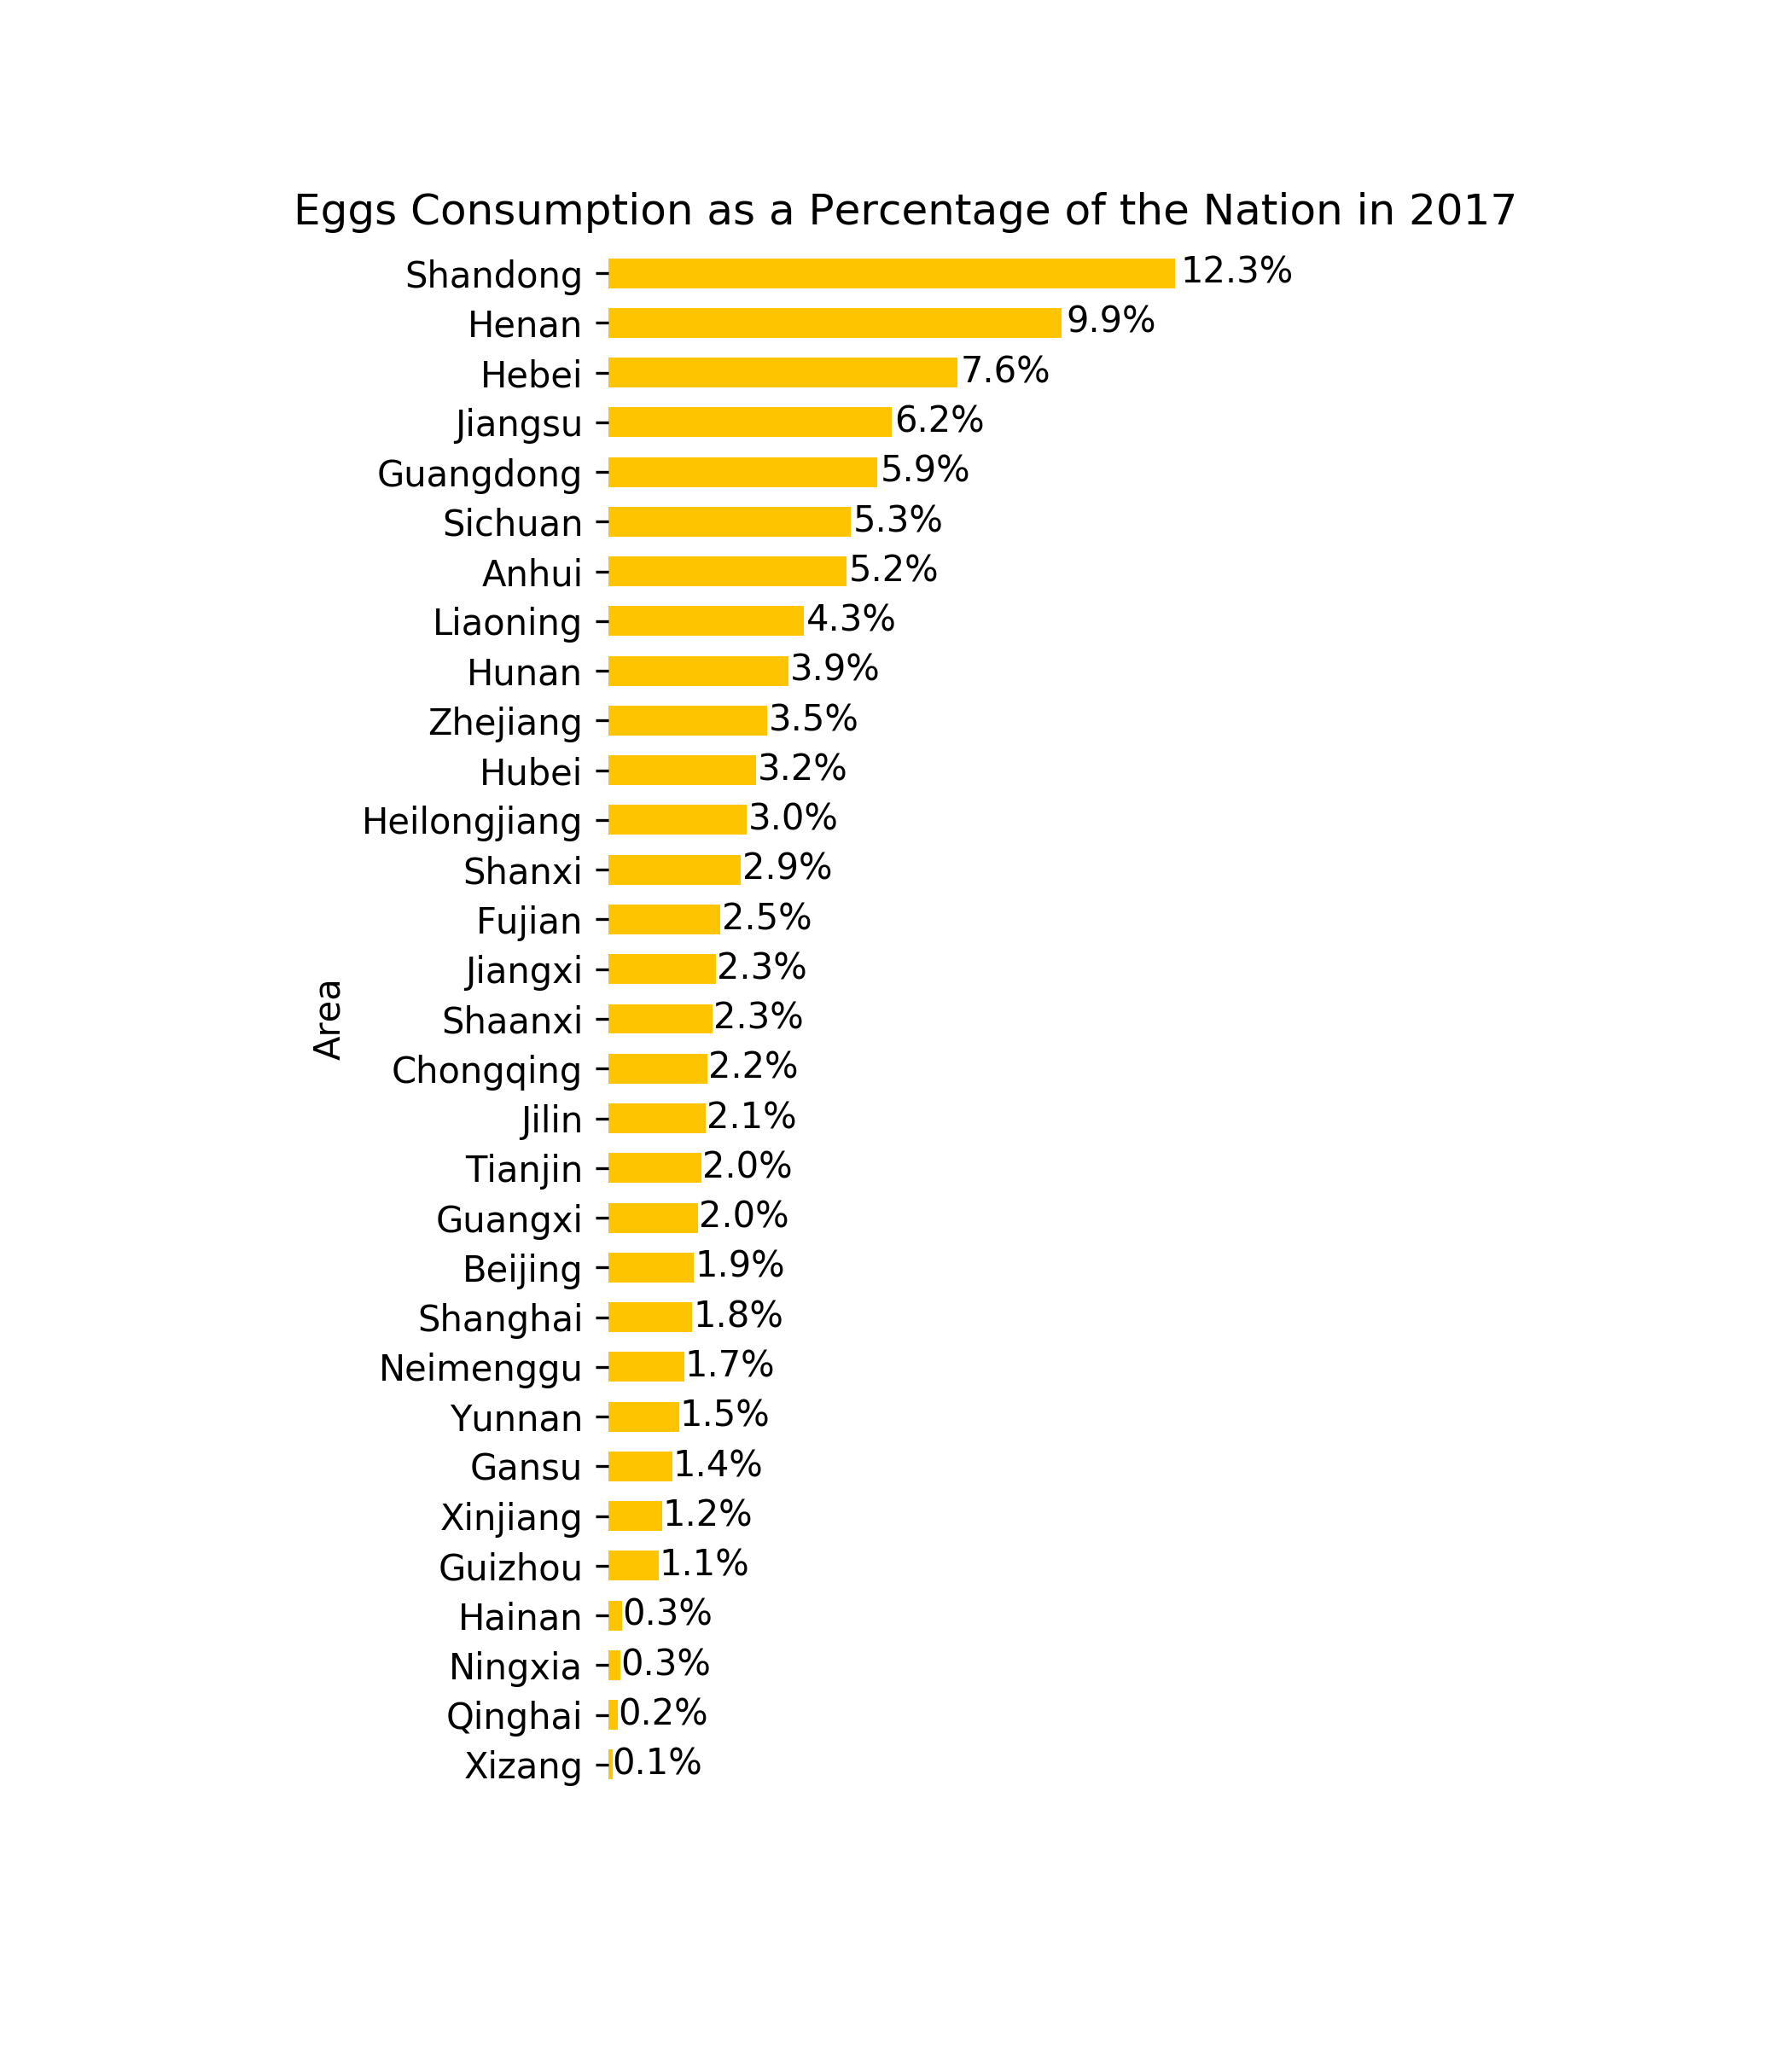 Eggs Consumption as a Percentage of the Nation in 2017
Shandong 12.3%
Henan 9.9%
Hebei 7.6%
Jiangsu 6.2%
Guangdong 5.9%
Sichuan 5.3%
Anhui 5.2%
Liaoning 4.3%
Hunan 3.9%
Zhejiang 3.5%
Hubei 3.2%
Heilongjiang 3.0%
Shanxi 2.9%
Fujian 2.5%
Jiangxi 2.3%
Area
Shaanxi 2.3%
Chongqing 2.2%
Jilin 2.1%
Tianjin 2.0%
Guangxi 2.0%
Beijing 1.9%
Shanghai 1.8%
Neimenggu 1.7%
Yunnan 1.5%
Gansu 1.4%
Xinjiang 1.2%
Guizhou 1.1%
Hainan 0.3%
Ningxia 0.3%
Qinghai 0.2%
Xizang 0.1%